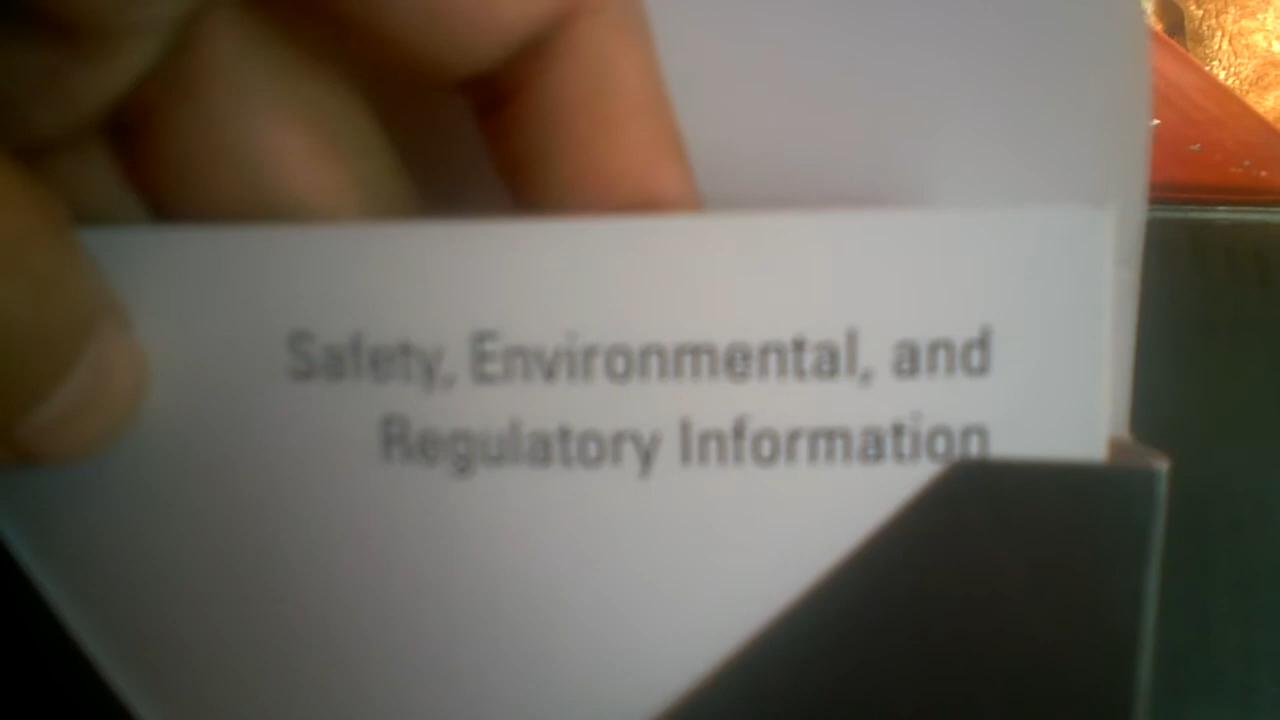 Safety, Environmental, and
Regulatory Information